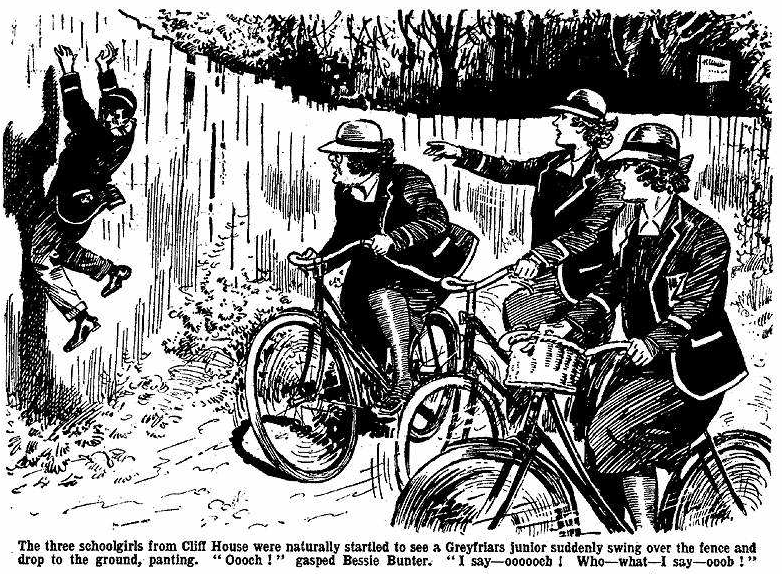 The three schoolgirls from Cliff House were naturally startled to see a Greyfriars junior suddenly swing over the fence and
drop to the ground, panting. "Oooch!" gasped Bessie Bunter. "I say—oooooch! Who—what—I say—ooob!"